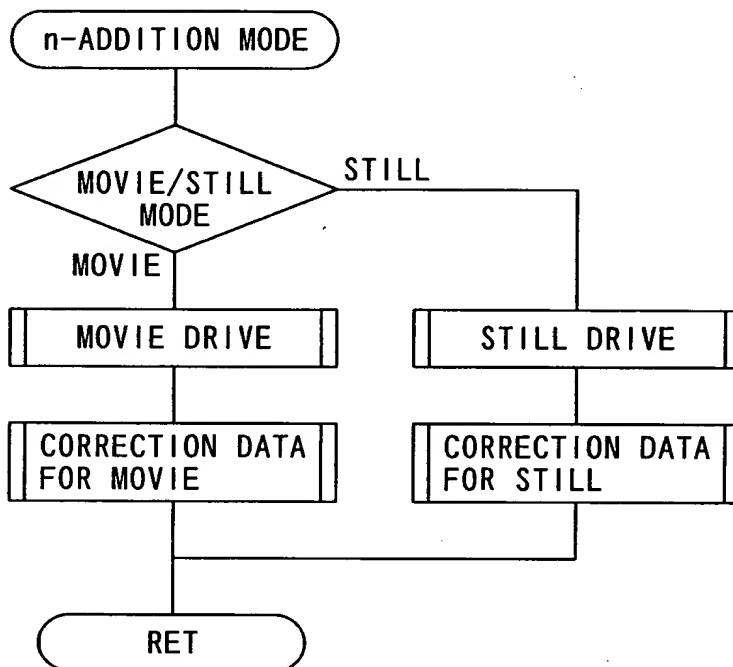 n-ADDITION MODE
MOVIE/STILL
MODE
STILL
MOVIE
MOVIE DRIVE
STILL DRIVE
CORRECTION DATA
FOR MOVIE
CORRECTION DATA
FOR STILL
RET